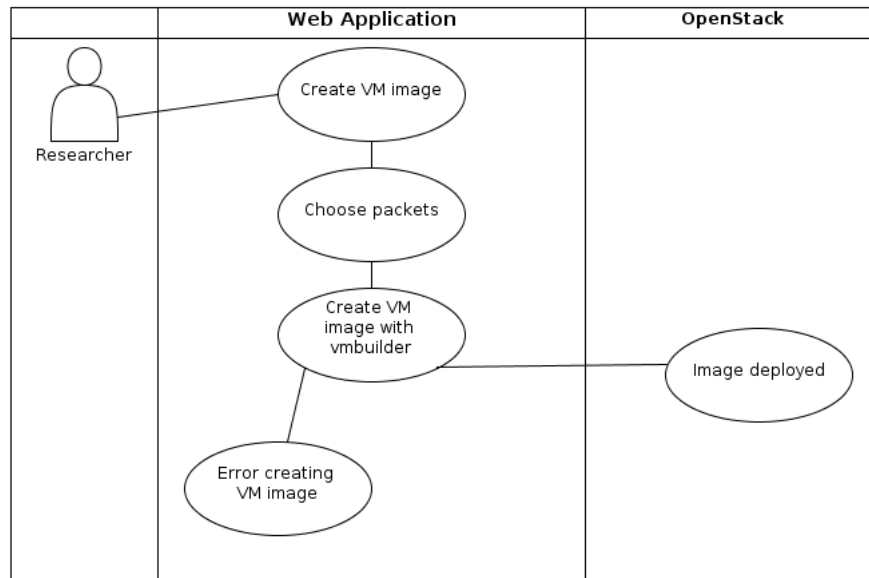 Web Application
OpenStack
Create VM image
Researcher
Choose packets
Create VM
image with
vmbuilder
Image deployed
Error creating
VM image